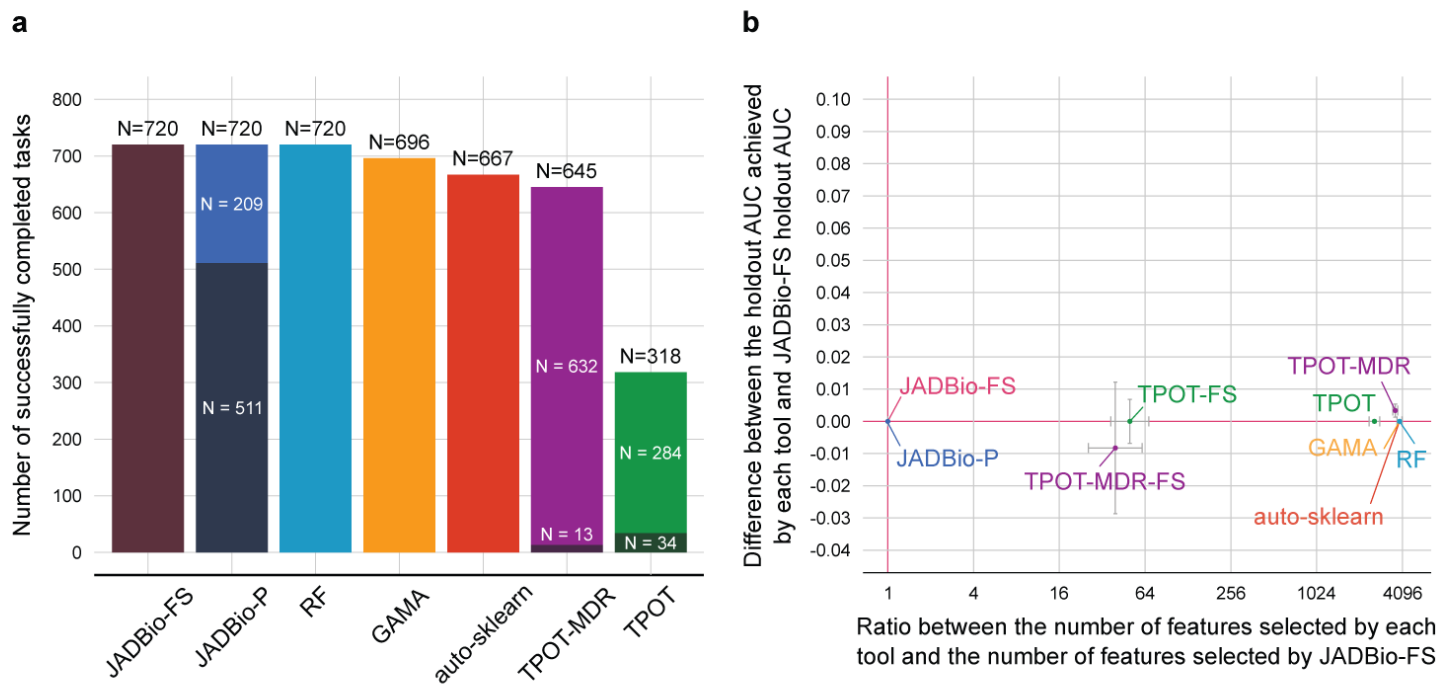 a
Number of successfully completed tasks
800
700
600
500
400
300
200
100
0
N=720
N=720
N=720
N=696
N=667
N=645
N=318
N = 209
N = 511
N = 632
N = 13
N = 284
N = 34
JADBio-FS
JADBio-P
RF
GAMA
auto-sklearn
TPOT-MDR
TPOT
b
Difference between the holdout AUC achieved
by each tool and JADBio-FS holdout AUC
0.10
0.09
0.08
0.07
0.06
0.05
0.04
0.03
0.02
0.01
0.00
-0.01
-0.02
-0.03
-0.04
JADBio-FS
JADBio-P
TPOT-FS
TPOT-MDR-FS
TPOT-MDR
TPOT
GAMA
RF
auto-sklearn
1
4
16
64
256
1024
4096
Ratio between the number of features selected by each
tool and the number of features selected by JADBio-FS